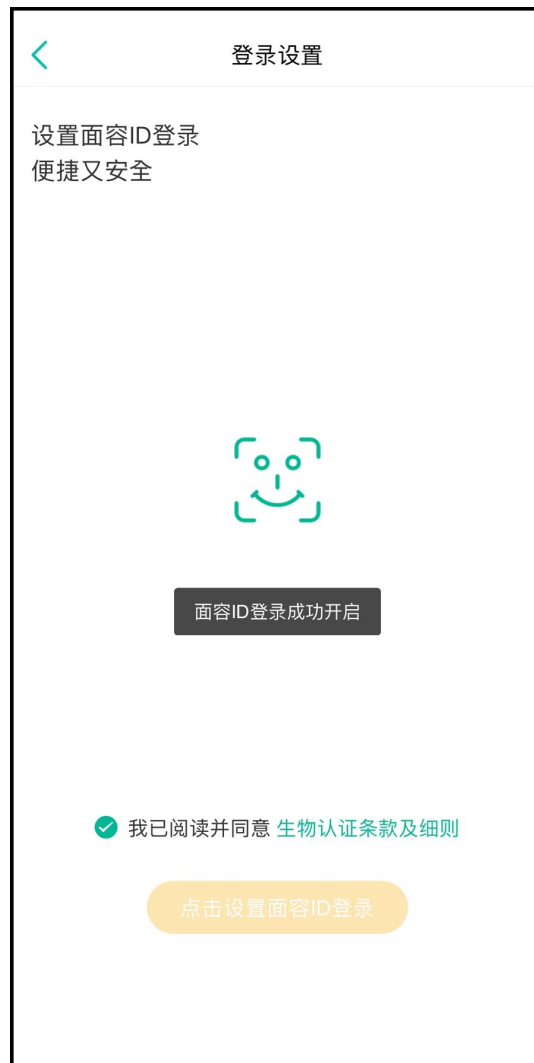 登录设置
设置面容ID登录
便捷又安全
面容ID登录成功开启
我已阅读并同意 生物认证条款及细则
点击设置面容ID登录